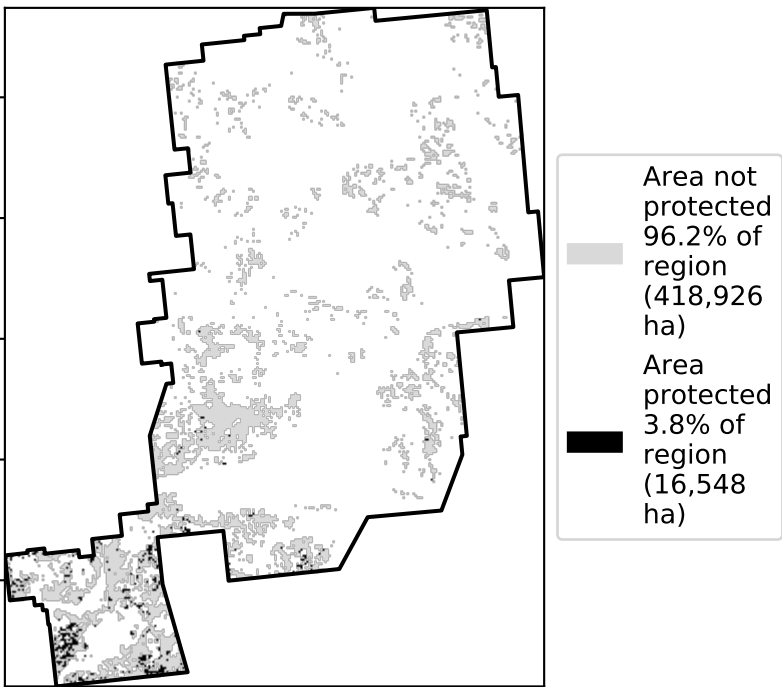 Area not
protected
96.2% of
region
(418,926
ha)
Area
protected
3.8% of
region
(16,548
ha)